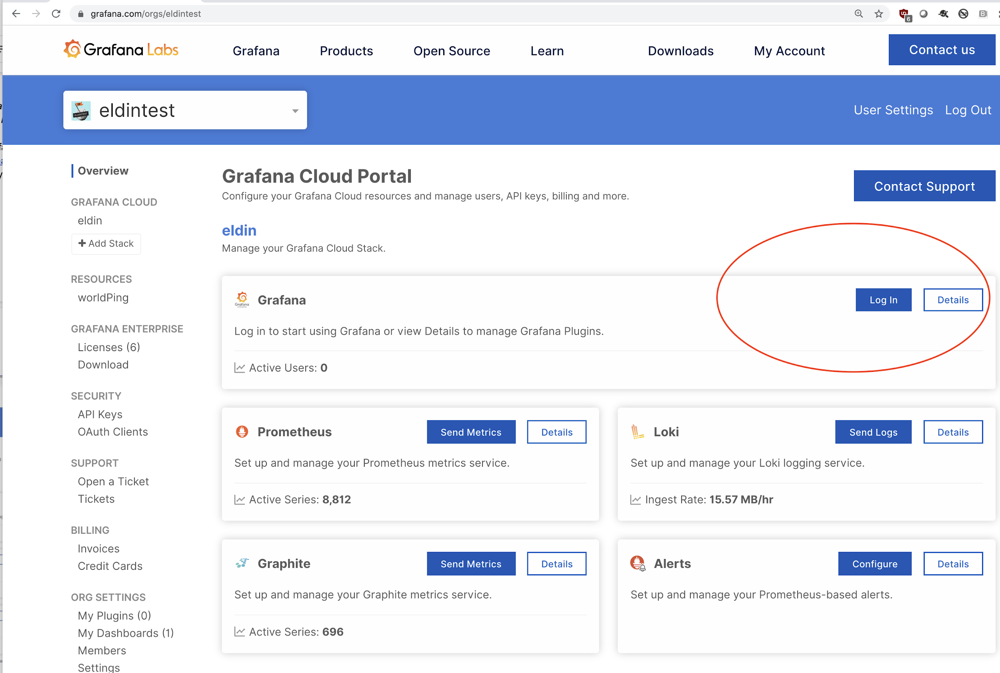 grafana.com/orgs/eldintest
6
Grafana Labs
Grafana
Products
Open Source
Learn
Downloads
My Account
Contact us
eldintest
User Settings
Log Out
Overview
GRAFANA CLOUD
eldin
+ Add Stack
RESOURCES
worldPing
GRAFANA ENTERPRISE
Licenses (6)
Download
SECURITY
API Keys
OAuth Clients
SUPPORT
Open a Ticket
Tickets
BILLING
Invoices
Credit Cards
ORG SETTINGS
My Plugins (0)
My Dashboards (1)
Members
Settings
Grafana Cloud Portal
Configure your Grafana Cloud resources and manage users, API keys, billing and more.
Contact Support
eldin
Manage your Grafana Cloud Stack.
Grafana
Log In
Details
Log in to start using Grafana or view Details to manage Grafana Plugins.
Active Users: 0
Prometheus
Send Metrics
Details
Set up and manage your Prometheus metrics service.
Active Series: 8,812
Loki
Send Logs
Details
Set up and manage your Loki logging service.
Ingest Rate: 15.57 MB/hr
Graphite
Send Metrics
Details
Set up and manage your Graphite metrics service.
Active Series: 696
Alerts
Configure
Details
Set up and manage your Prometheus-based alerts.